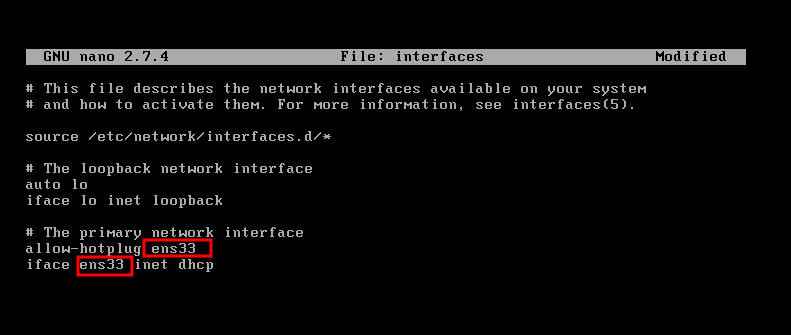 GNU nano 2.7.4 File: interfaces Modified
# This file describes the network interfaces available on your system
# and how to activate them. For more information, see interfaces(5).
source /etc/network/interfaces.d/*
# The loopback network interface
auto lo
iface lo inet loopback
# The primary network interface
allow-hotplug ens33
iface ens33 inet dhcp